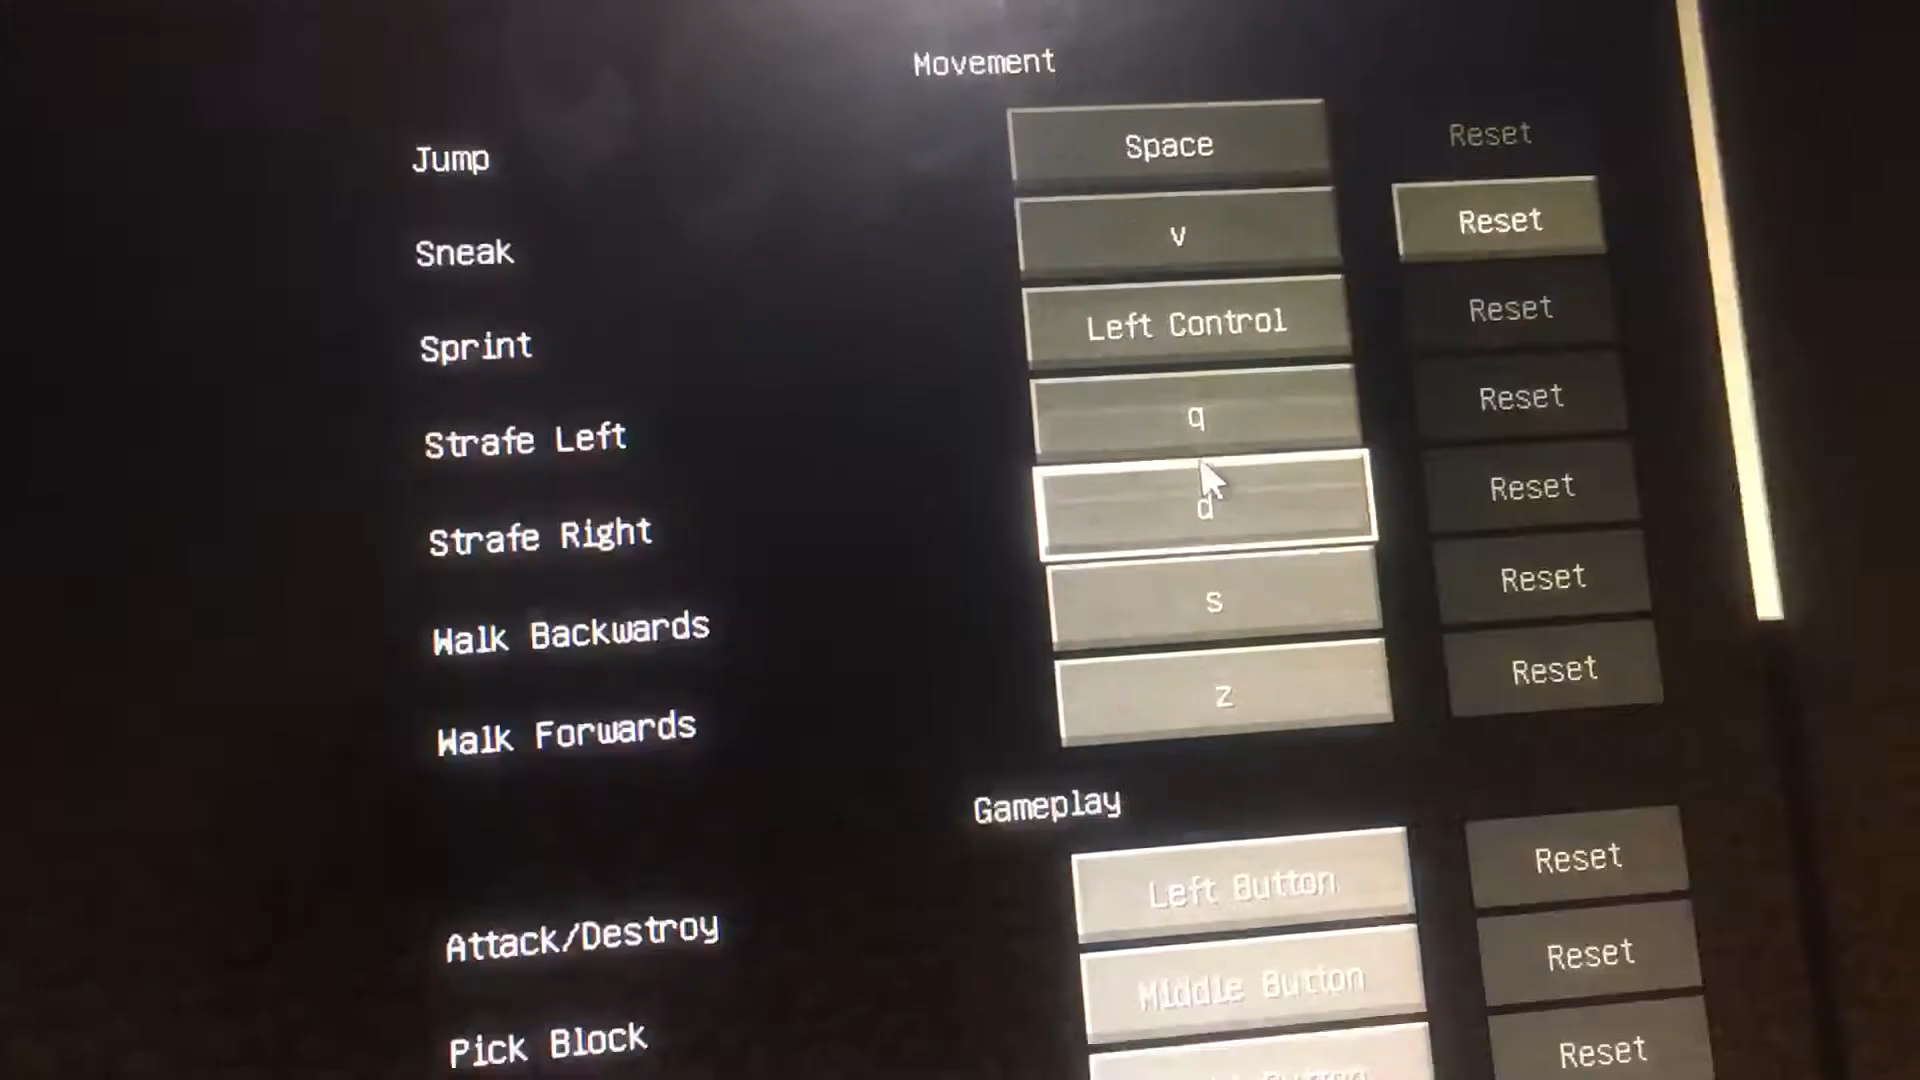 Movement
Jump Space Reset
Sneak v Reset
Sprint Left Control Reset
Strafe Left q Reset
Strafe Right d Reset
Walk Backwards s Reset
Walk Forwards z Reset
Gameplay
Attack/Destroy Left Button Reset
Pick Block Middle Button Reset
Button Reset